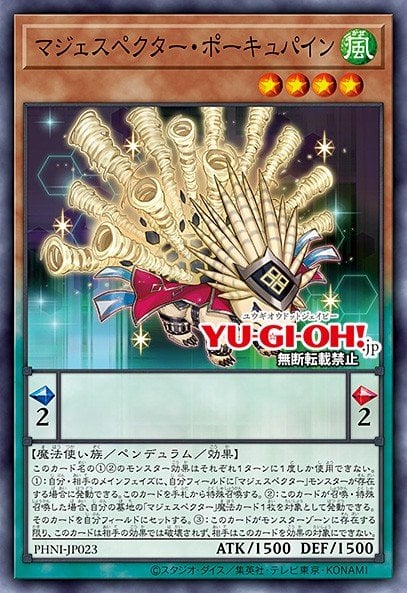 マジェスペクター・ポーキュパイン
風
ユウギオウドットジェイピー
YU-GI-OH!.jp
無断転載禁止
2
2
【魔法使い族／ペンデュラム／効果】
このカード名の①②のモンスター効果はそれぞれ1ターンに1度しか使用できない。
①：自分・相手のメインフェイズに、自分フィールドに「マジェスペクター」モンスターが存在
する場合に発動できる。このカードを手札から特殊召喚する。②：このカードが召喚・特殊
召喚した場合、自分の墓地の「マジェスペクター」魔法カード1枚を対象として発動できる。
そのカードを自分フィールドにセットする。③：このカードがモンスターゾーンに存在する
限り、このカードは相手の効果では破壊されず、相手はこのカードを効果の対象にできない。
PHNI-JP023
ATK/1500 DEF/1500
©スタジオ・ダイス／集英社・テレビ東京・KONAMI